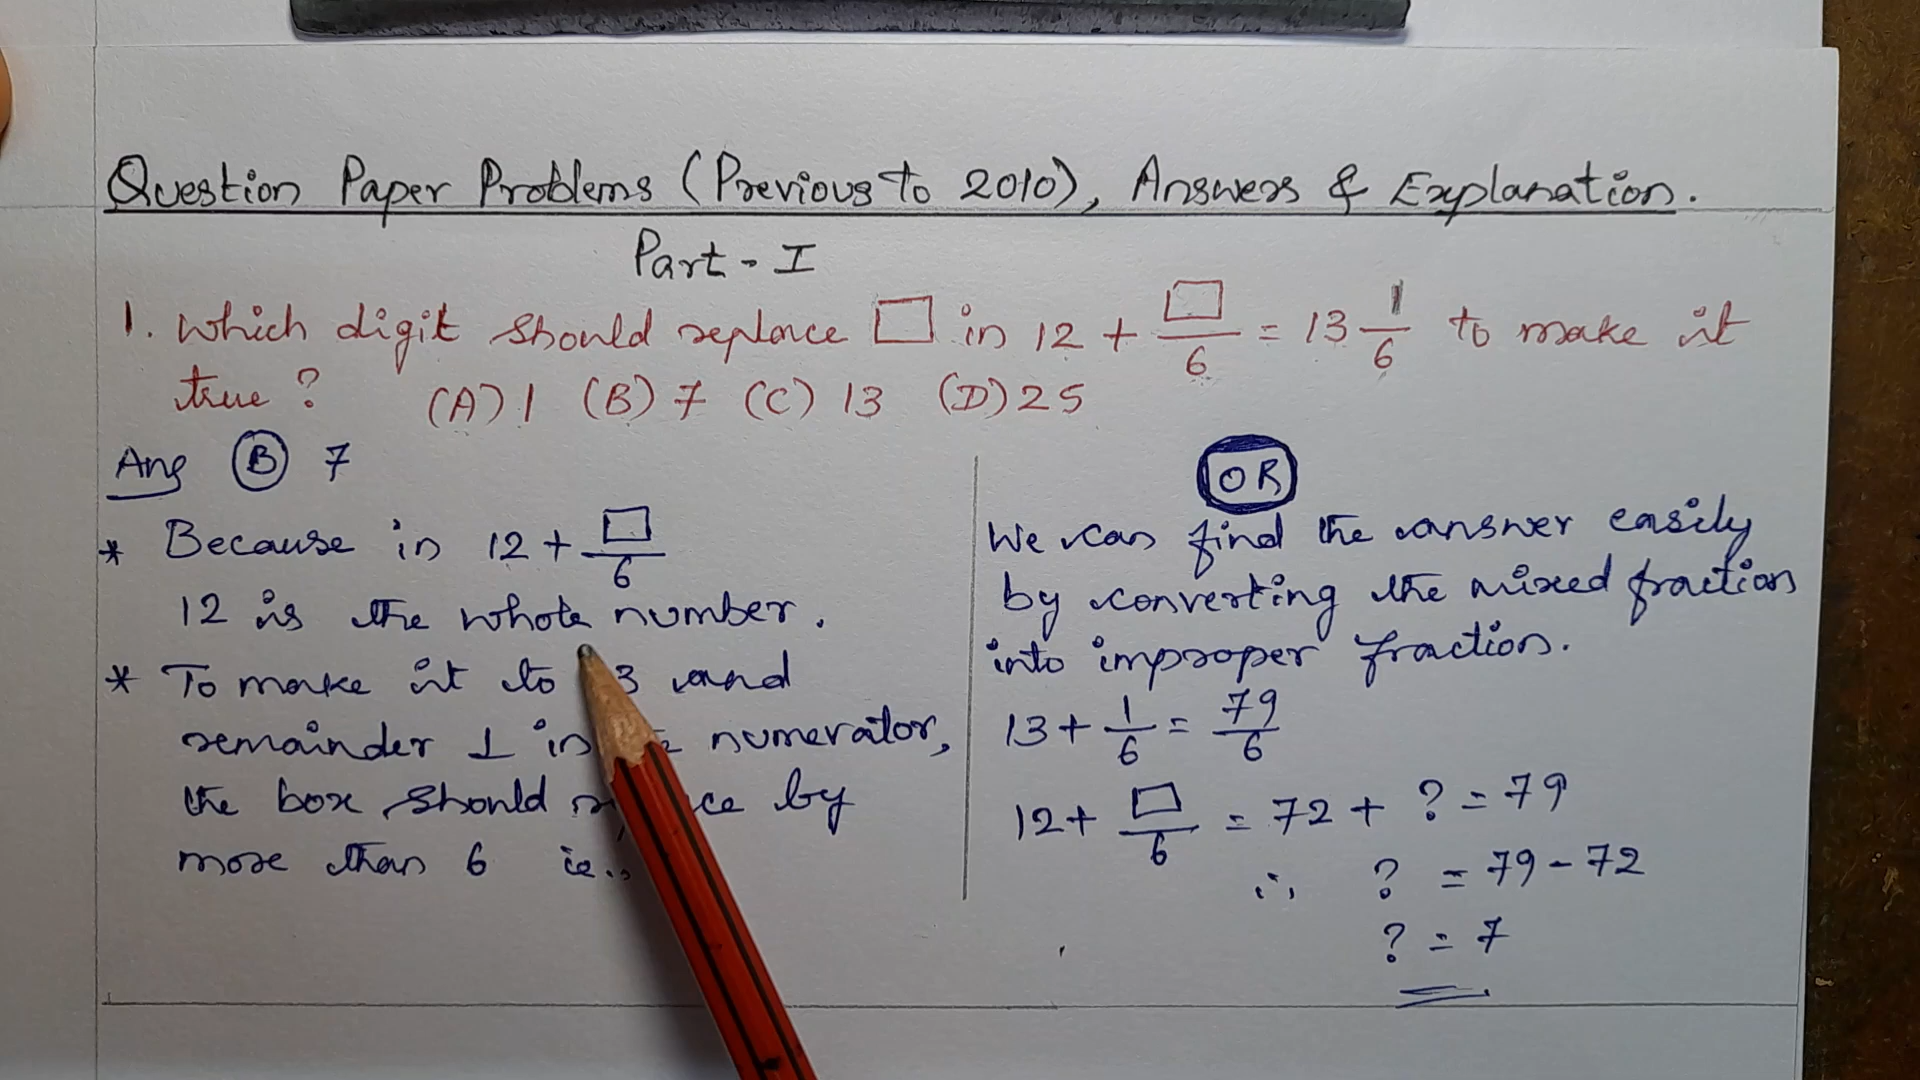 Question Paper Problems (Previous to 2010), Answers & Explanation.
Part - I
1. Which digit should replace □ in 12 + □/6 = 13 1/6 to make it
true? (A) 1 (B) 7 (C) 13 (D) 25
Ans (B) 7
* Because in 12 + □/6
12 is the whole number.
* To make it to 3 and
remainder 1 in numerator,
the box should by
more than 6 ie.,
OR
We can find the answer easily
by converting the mixed fraction
into improper fraction.
13 + 1/6 = 79/6
12 + □/6 = 72 + ? = 79
∴ ? = 79 - 72
? = 7